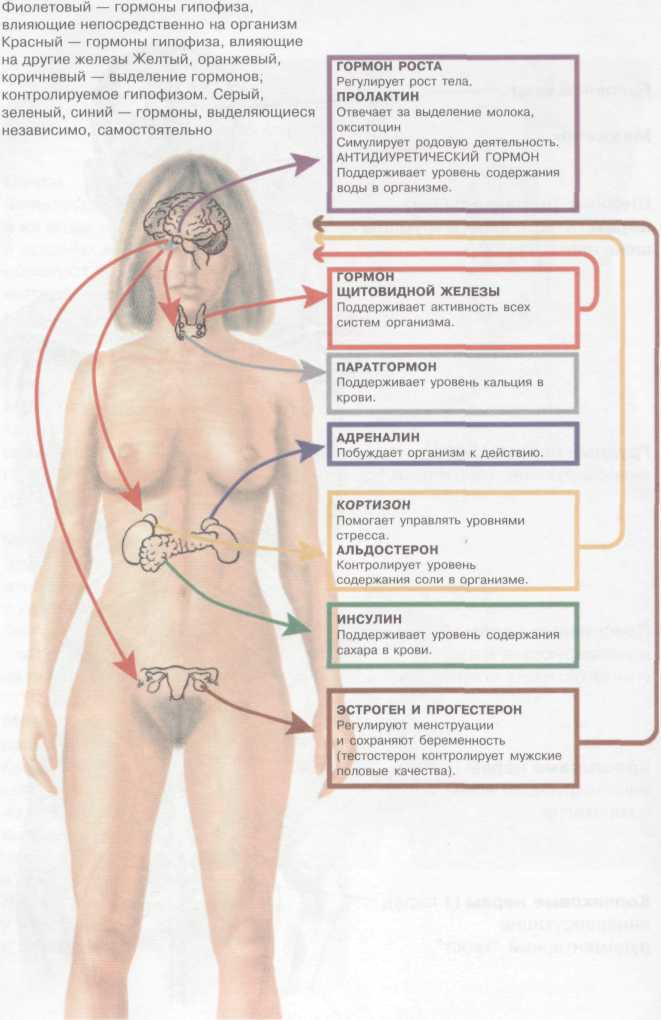 Фиолетовый — гормоны гипофиза,
влияющие непосредственно на организм
Красный — гормоны гипофиза, влияющие
на другие железы Желтый, оранжевый,
коричневый — выделение гормонов;
контролируемое гипофизом. Серый,
зеленый, синий — гормоны, выделяющиеся
независимо, самостоятельно
ГОРМОН РОСТА
Регулирует рост тела.
ПРОЛАКТИН
Отвечает за выделение молока,
окситоцин
Симулирует родовую деятельность.
АНТИДИУРЕТИЧЕСКИЙ ГОРМОН
Поддерживает уровень содержания
воды в организме.
ГОРМОН
ЩИТОВИДНОЙ ЖЕЛЕЗЫ
Поддерживает активность всех
систем организма.
ПАРАТГОРМОН
Поддерживает уровень кальция в
крови.
АДРЕНАЛИН
Побуждает организм к действию.
КОРТИЗОН
Помогает управлять уровнями
стресса.
АЛЬДОСТЕРОН
Контролирует уровень
содержания соли в организме.
ИНСУЛИН
Поддерживает уровень содержания
сахара в крови.
ЭСТРОГЕН И ПРОГЕСТЕРОН
Регулируют менструации
и сохраняют беременность
(тестостерон контролирует мужские
половые качества).